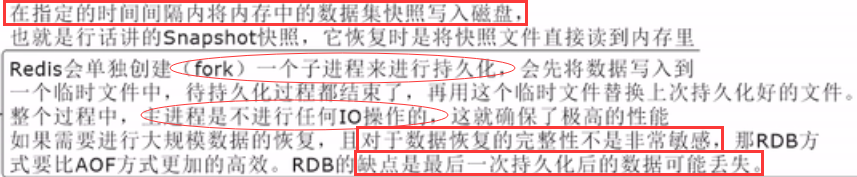 在指定的时间间隔内将内存中的数据集快照写入磁盘，
也就是行话讲的Snapshot快照，它恢复时是将快照文件直接读到内存里
Redis会单独创建（fork）一个子进程来进行持久化，会先将数据写入到
一个临时文件中，待持久化过程都结束了，再用这个临时文件替换上次持久化好的文件。
整个过程中，主进程是不进行任何IO操作的，这就确保了极高的性能
如果需要进行大规模数据的恢复，且对于数据恢复的完整性不是非常敏感，那RDB方
式要比AOF方式更加的高效。RDB的缺点是最后一次持久化后的数据可能丢失。